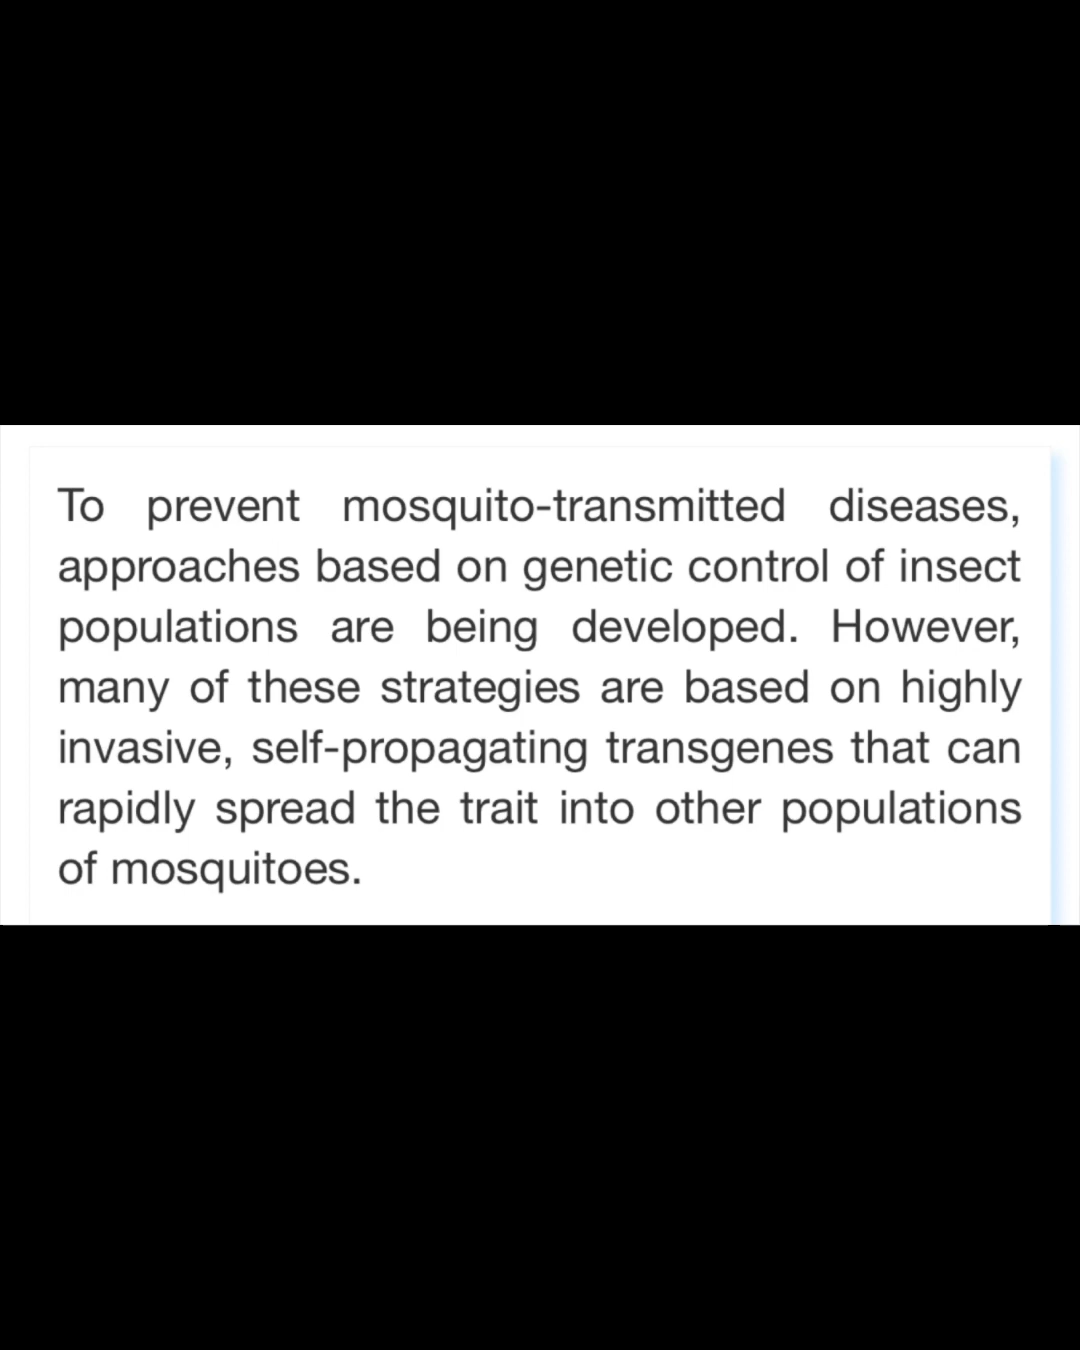 To prevent mosquito-transmitted diseases,
approaches based on genetic control of insect
populations are being developed. However,
many of these strategies are based on highly
invasive, self-propagating transgenes that can
rapidly spread the trait into other populations
of mosquitoes.